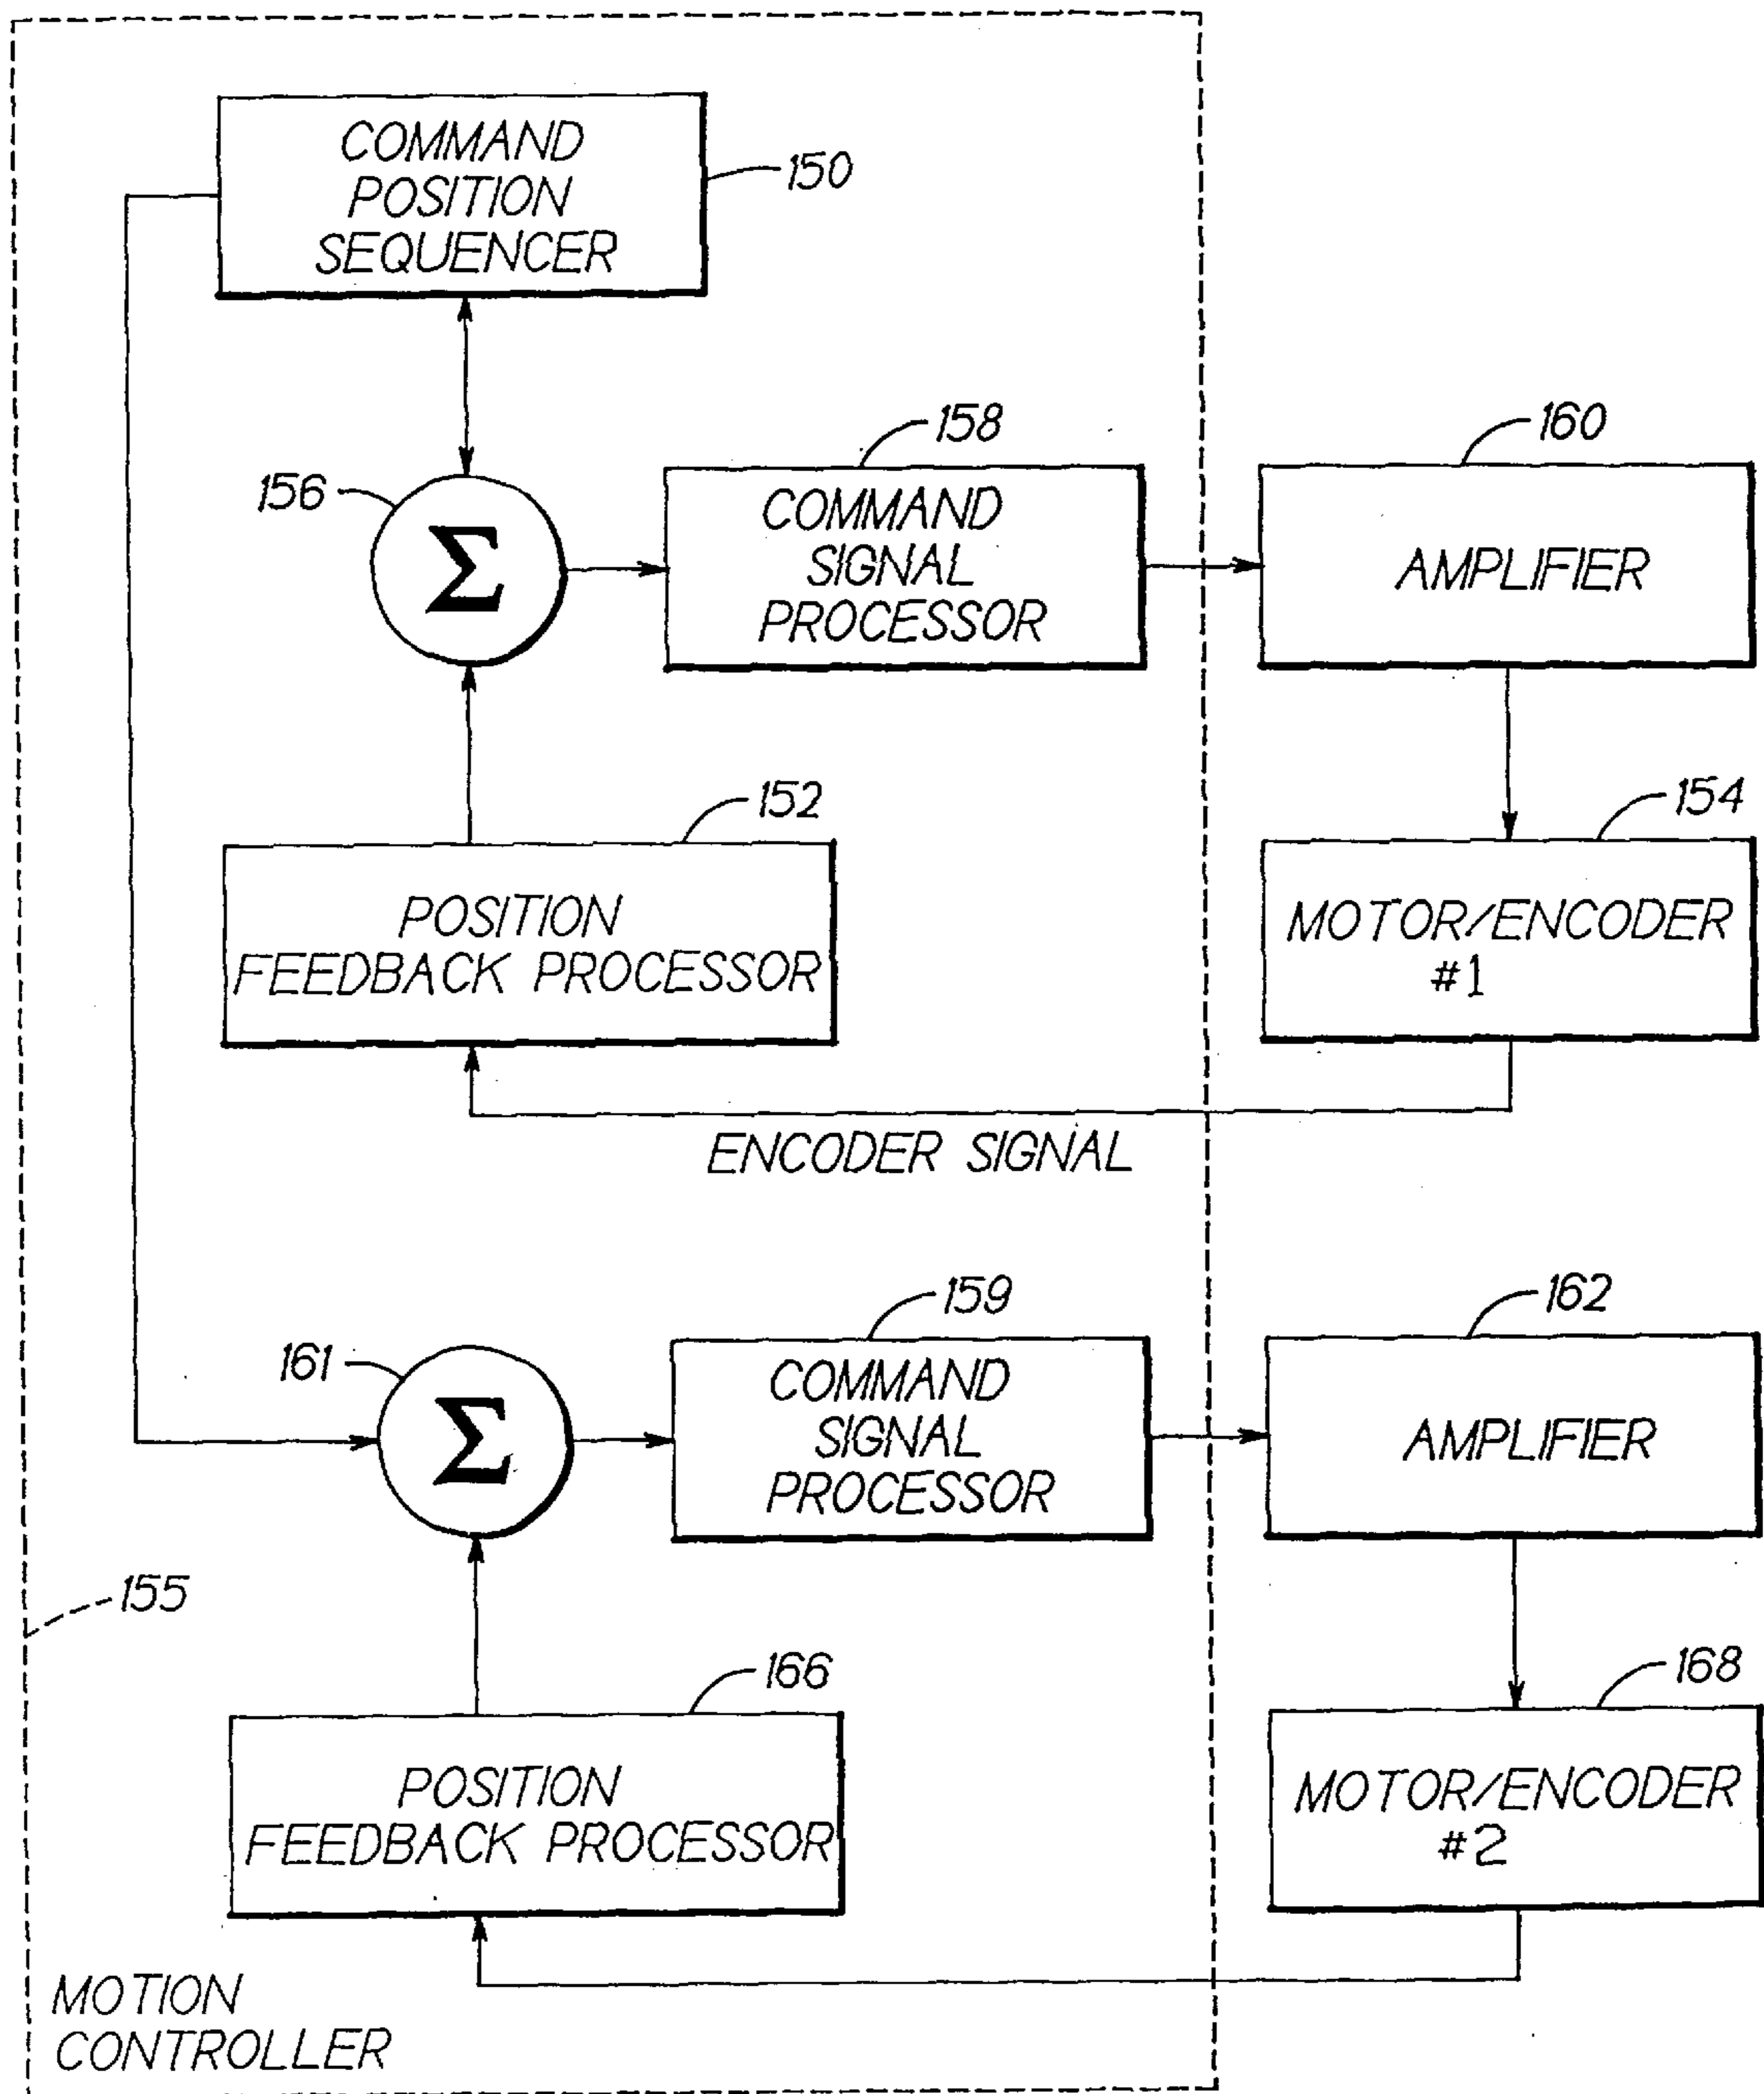 COMMAND
POSITION
SEQUENCER
150
156
Σ
158
COMMAND
SIGNAL
PROCESSOR
160
AMPLIFIER
152
POSITION
FEEDBACK PROCESSOR
154
MOTOR/ENCODER
#1
ENCODER SIGNAL
161
Σ
159
COMMAND
SIGNAL
PROCESSOR
162
AMPLIFIER
155
166
POSITION
FEEDBACK PROCESSOR
168
MOTOR/ENCODER
#2
MOTION
CONTROLLER